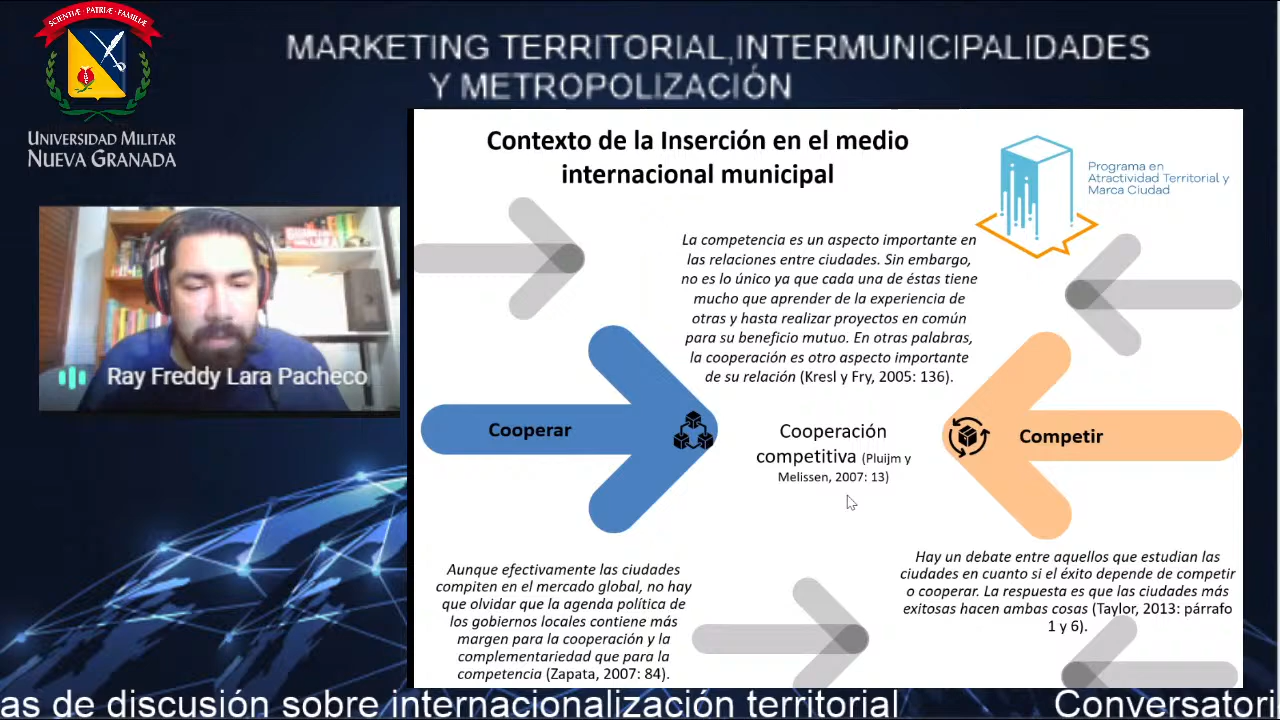 SCIENTIÆ · PATRIÆ · FAMILIÆ
UNIVERSIDAD MILITAR
NUEVA GRANADA
MARKETING TERRITORIAL,INTERMUNICIPALIDADES
Y METROPOLIZACIÓN
Ray Freddy Lara Pacheco
Contexto de la Inserción en el medio
internacional municipal
Programa en
Atractividad Territorial y
Marca Ciudad
La competencia es un aspecto importante en
las relaciones entre ciudades. Sin embargo,
no es lo único ya que cada una de éstas tiene
mucho que aprender de la experiencia de
otras y hasta realizar proyectos en común
para su beneficio mutuo. En otras palabras,
la cooperación es otro aspecto importante
de su relación (Kresl y Fry, 2005: 136).
Cooperar
Cooperación
competitiva (Pluijm y
Melissen, 2007: 13)
Competir
Aunque efectivamente las ciudades
compiten en el mercado global, no hay
que olvidar que la agenda política de
los gobiernos locales contiene más
margen para la cooperación y la
complementariedad que para la
competencia (Zapata, 2007: 84).
Hay un debate entre aquellos que estudian las
ciudades en cuanto si el éxito depende de competir
o cooperar. La respuesta es que las ciudades más
exitosas hacen ambas cosas (Taylor, 2013: párrafo
1 y 6).
as de discusión sobre internacionalización territorial
Conversatori